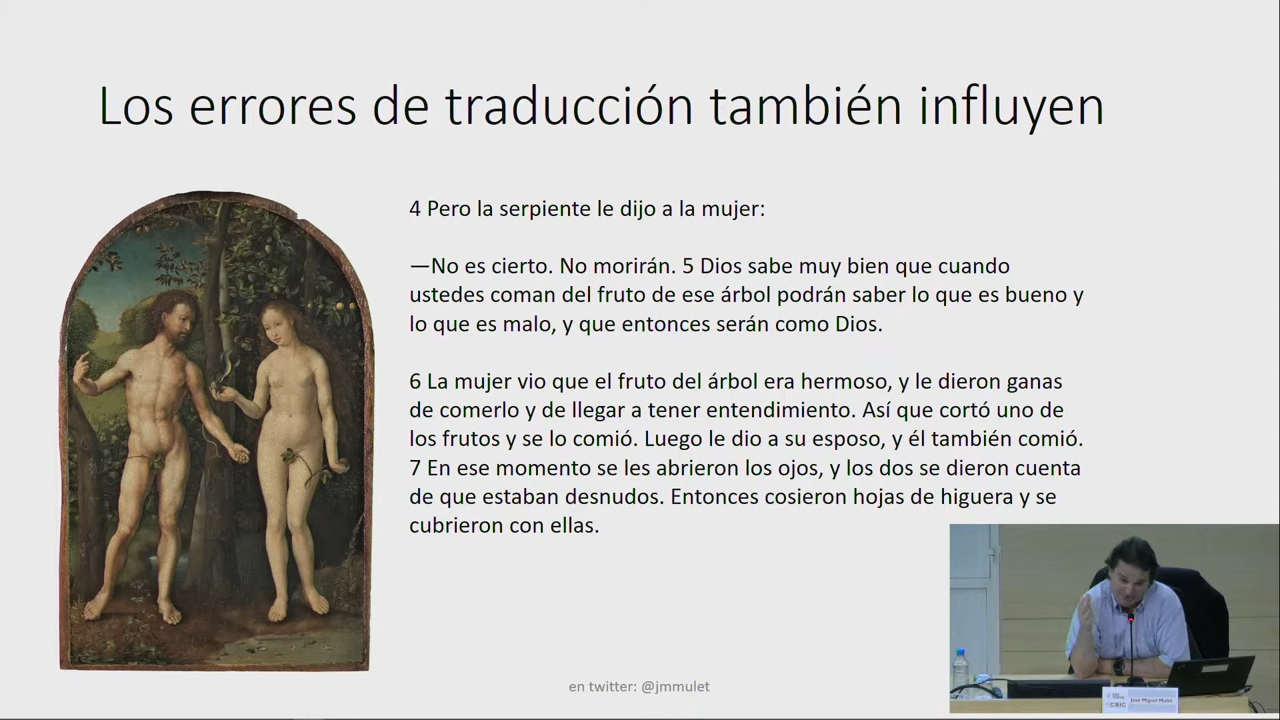 Los errores de traducción también influyen
4 Pero la serpiente le dijo a la mujer:
—No es cierto. No morirán. 5 Dios sabe muy bien que cuando
ustedes coman del fruto de ese árbol podrán saber lo que es bueno y
lo que es malo, y que entonces serán como Dios.
6 La mujer vio que el fruto del árbol era hermoso, y le dieron ganas
de comerlo y de llegar a tener entendimiento. Así que cortó uno de
los frutos y se lo comió. Luego le dio a su esposo, y él también comió.
7 En ese momento se les abrieron los ojos, y los dos se dieron cuenta
de que estaban desnudos. Entonces cosieron hojas de higuera y se
cubrieron con ellas.
en twitter: @jmmulet
CSIC
José Miguel Mulet